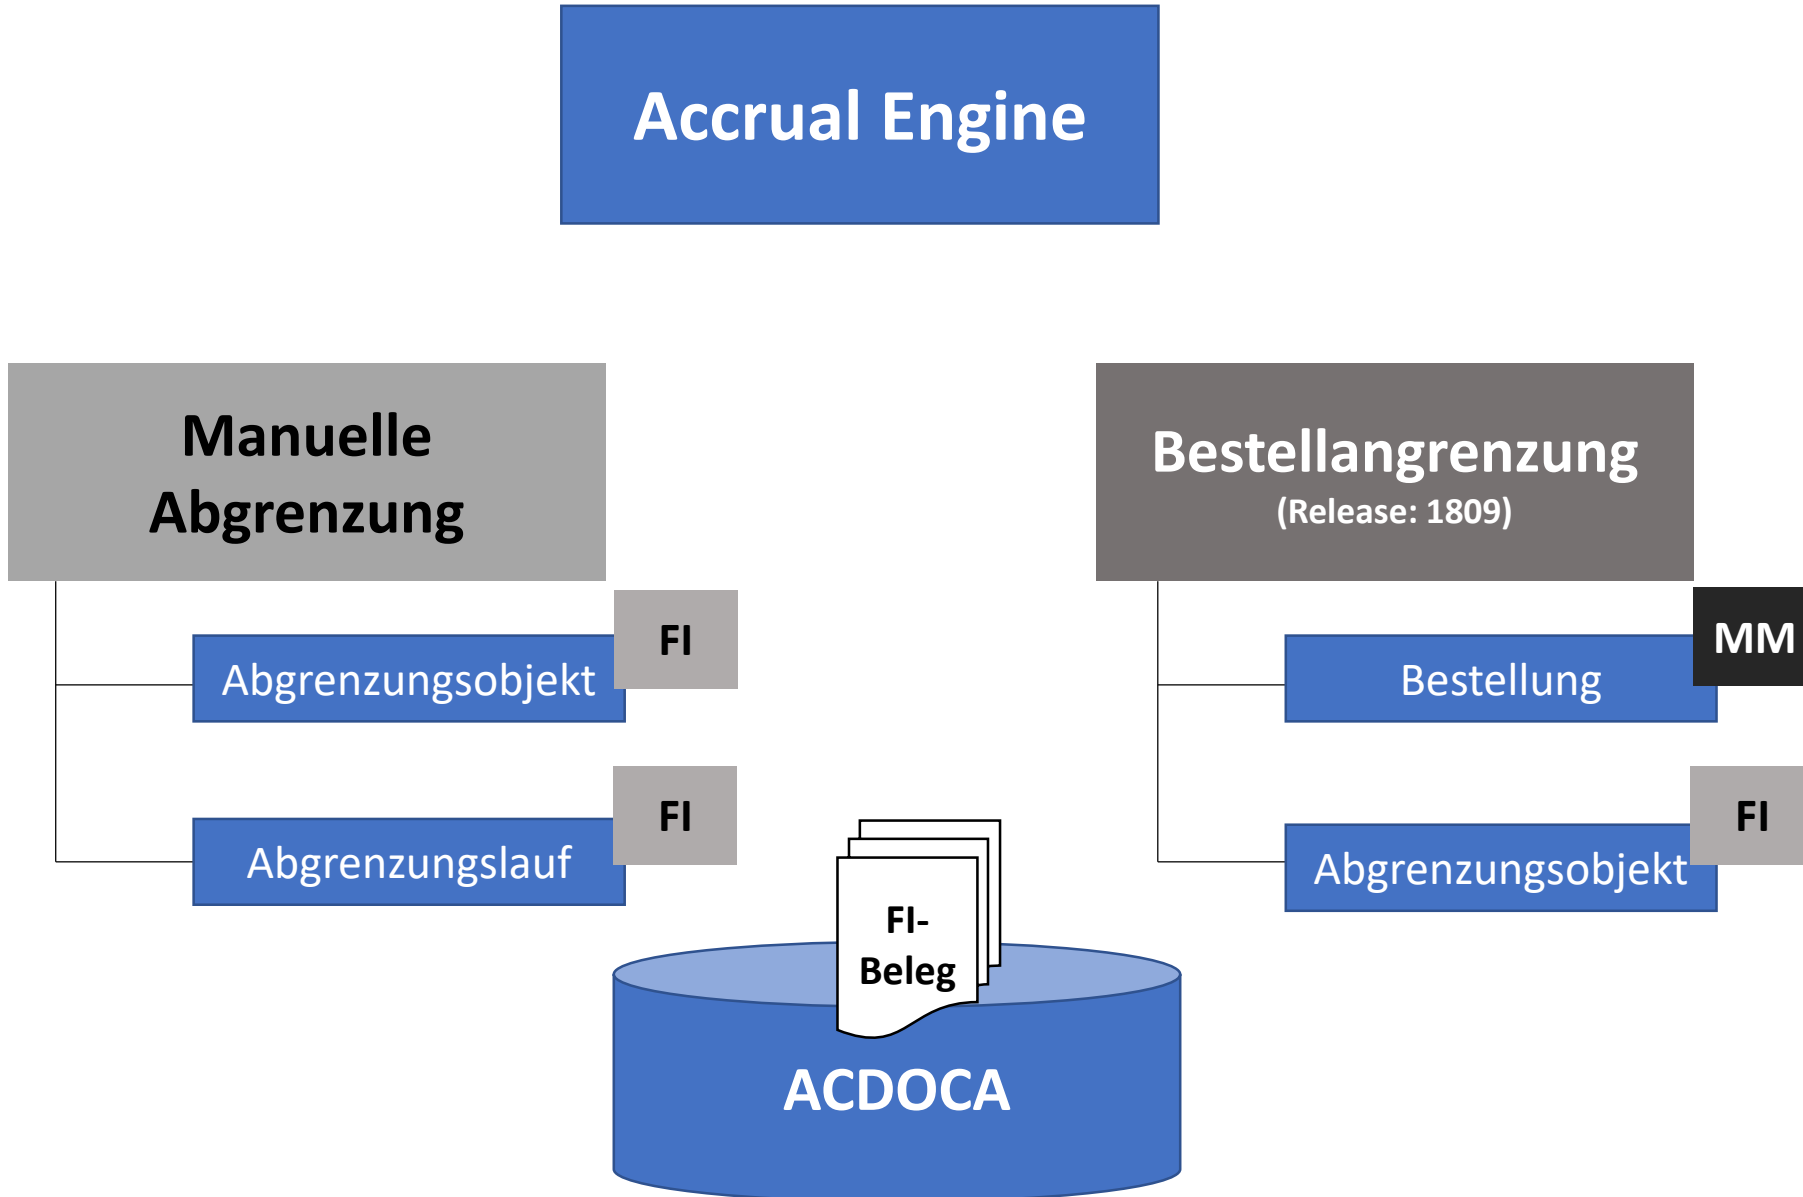 Accrual Engine
Manuelle
Abgrenzung
FI
Abgrenzungsobjekt
FI
Abgrenzungslauf
Bestellangrenzung
(Release: 1809)
MM
Bestellung
FI
Abgrenzungsobjekt
FI-
Beleg
ACDOCA